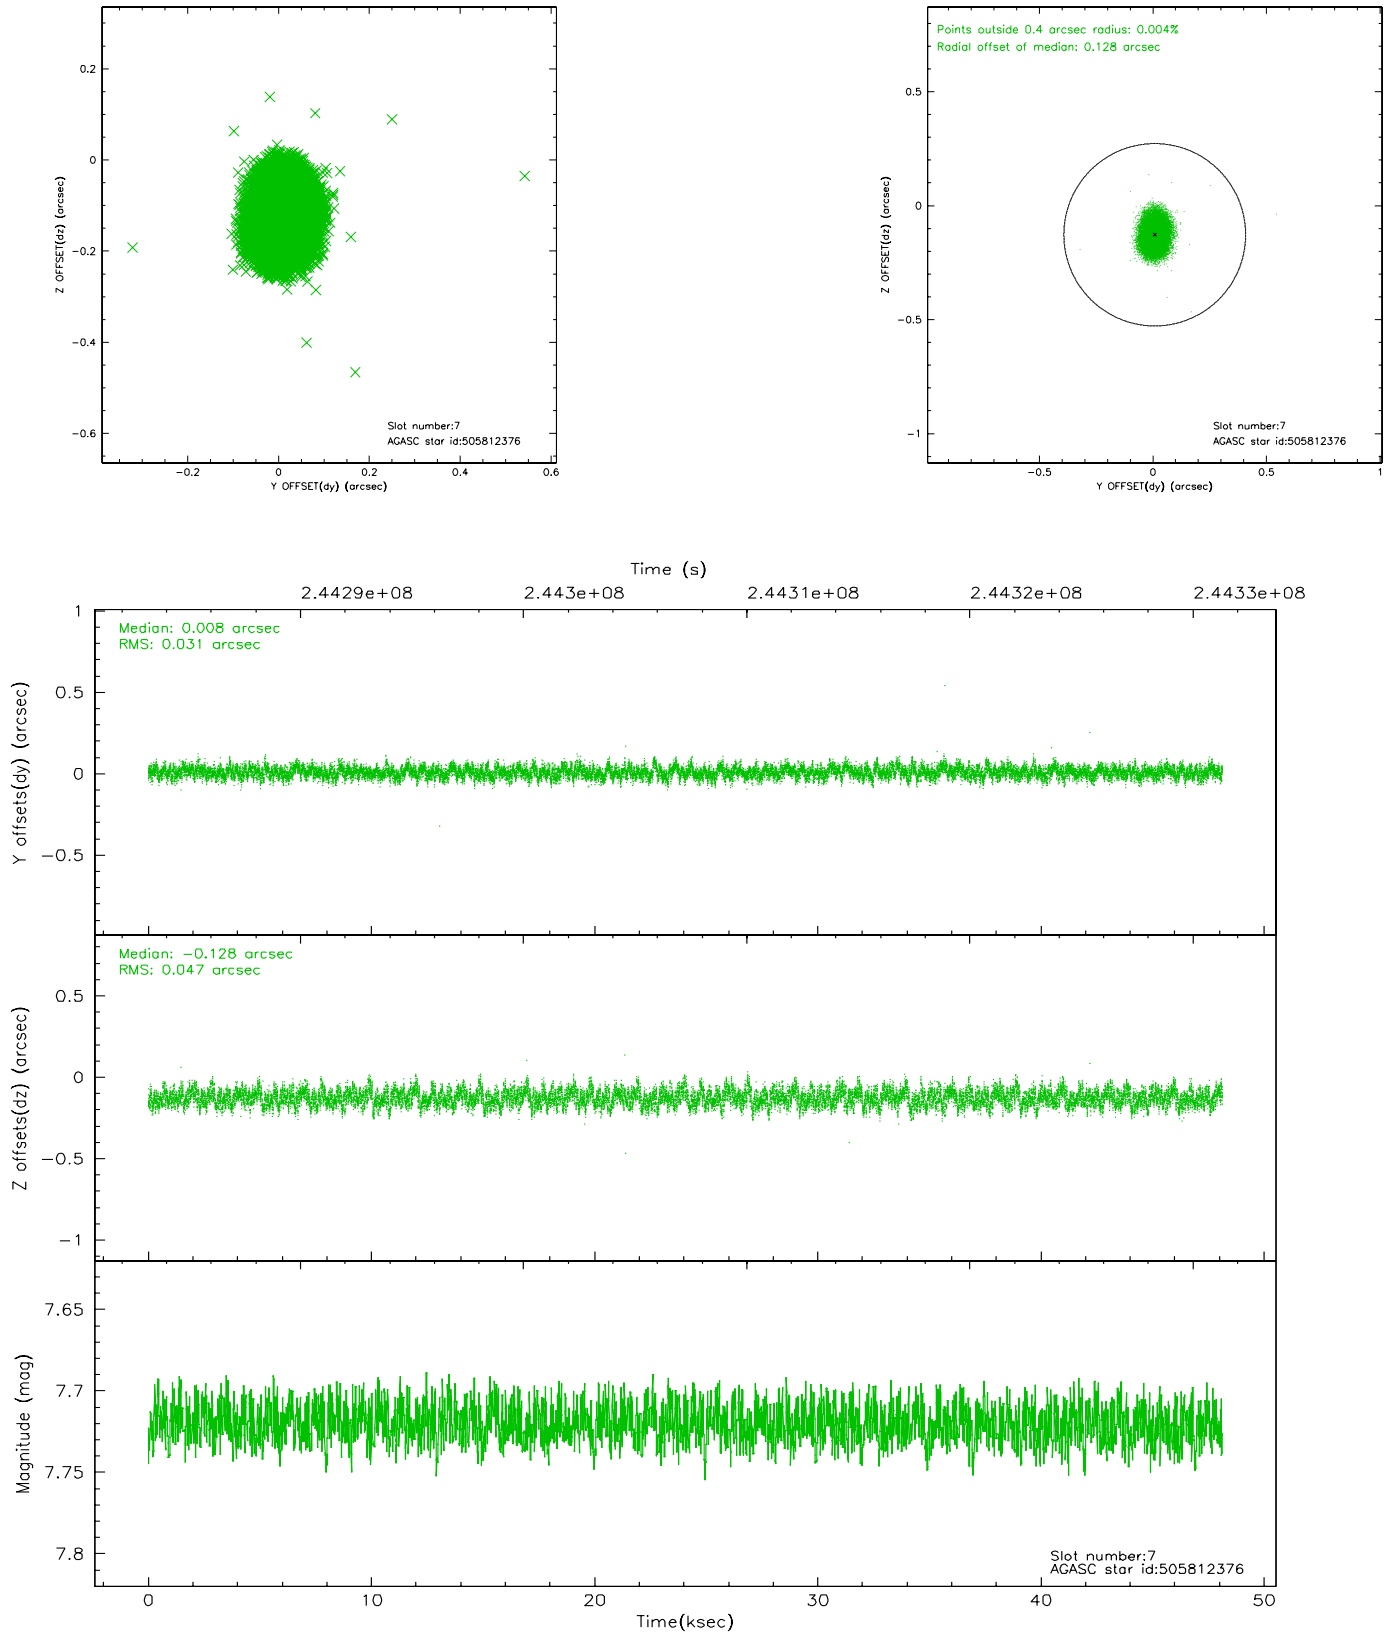 0.2
0
−0.2
−0.4
−0.6
Z OFFSET(dz) (arcsec)
Slot number:7
AGASC star id:505812376
−0.2
0
0.2
0.4
0.6
Y OFFSET(dy) (arcsec)
Points outside 0.4 arcsec radius: 0.004%
Radial offset of median: 0.128 arcsec
0.5
0
−0.5
−1
Z OFFSET(dz) (arcsec)
Slot number:7
AGASC star id:505812376
−0.5
0
0.5
1
Y OFFSET(dy) (arcsec)
Time (s)
2.4429e+08
2.443e+08
2.4431e+08
2.4432e+08
2.4433e+08
Median: 0.008 arcsec
RMS: 0.031 arcsec
1
0.5
0
−0.5
Y offsets(dy) (arcsec)
Median: −0.128 arcsec
RMS: 0.047 arcsec
0.5
0
−0.5
−1
Z offsets(dz) (arcsec)
7.65
7.7
7.75
7.8
Magnitude (mag)
Slot number:7
AGASC star id:505812376
0
10
20
30
40
50
Time(ksec)